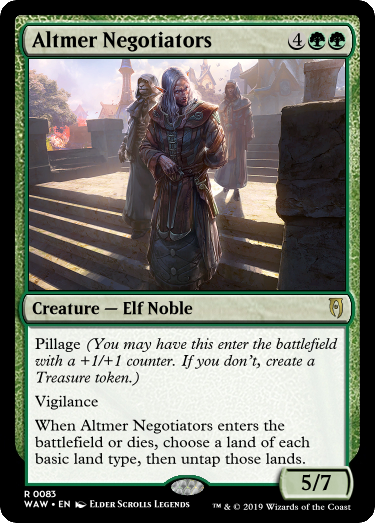 Altmer Negotiators 4
Creature — Elf Noble
Pillage (You may have this enter the battlefield
with a +1/+1 counter. If you don't, create a
Treasure token.)
Vigilance
When Altmer Negotiators enters the
battlefield or dies, choose a land of each
basic land type, then untap those lands.
5/7
R 0083
WAW • EN Elder Scrolls Legends
™ & © 2019 Wizards of the Coast